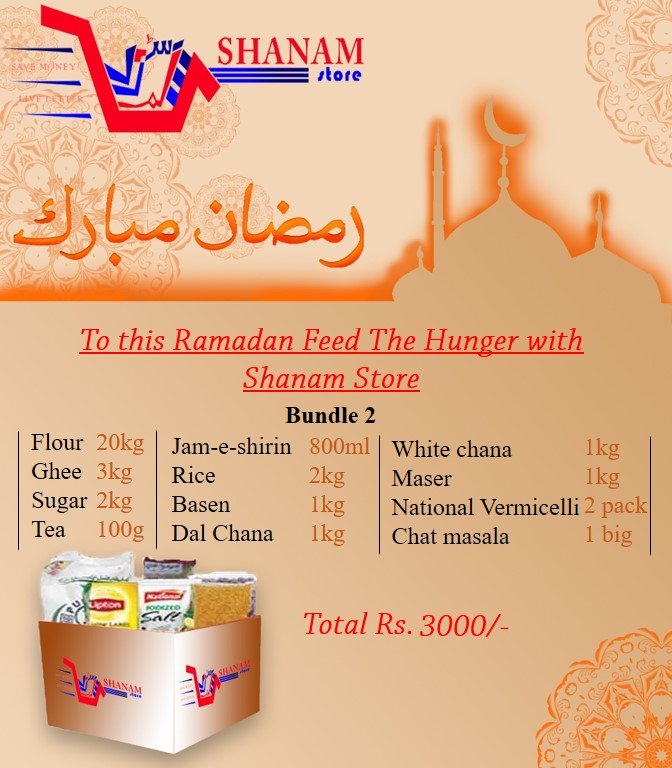 SHANAM
store
SAVE MONEY
LIVE BETTER
رمضان مبارك
To this Ramadan Feed The Hunger with
Shanam Store
Bundle 2
Flour 20kg
Ghee 3kg
Sugar 2kg
Tea 100g
Jam-e-shirin 800ml
Rice 2kg
Basen 1kg
Dal Chana 1kg
White chana 1kg
Maser 1kg
National Vermicelli 2 pack
Chat masala 1 big
Total Rs. 3000/-
Lipton
National
IODIZED
Salt
SHANAM
store
SHANAM
store